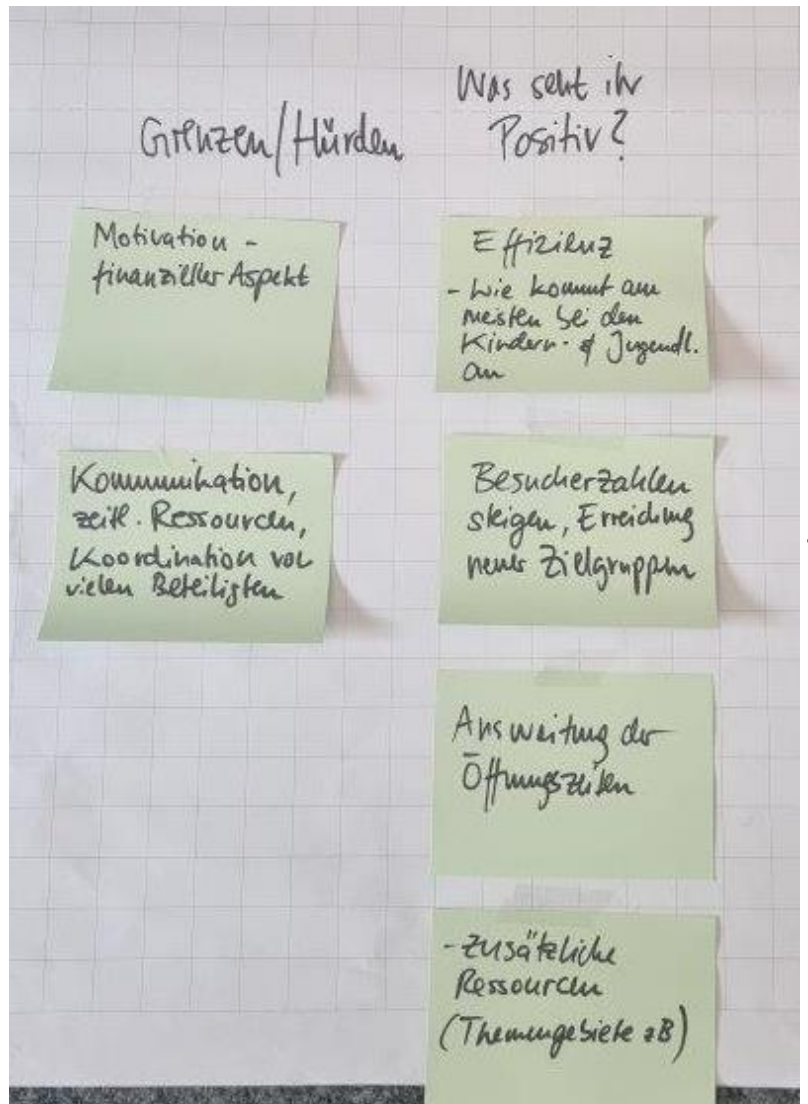 Grenzen/Hürden
Motivation -
finanzieller Aspekt
Kommunikation,
zeitl. Ressourcen,
Koordination von
vielen Beteiligten
Was seht ihr
Positiv?
Effizienz
- Wie kommt am
meisten bei den
Kindern- & Jugendl.
an
Besucherzahlen
steigen, Erreichung
neuer Zielgruppen
Ausweitung der
Öffnungszeiten
- Zusätzliche
Ressourcen
(Themengebiete zB)